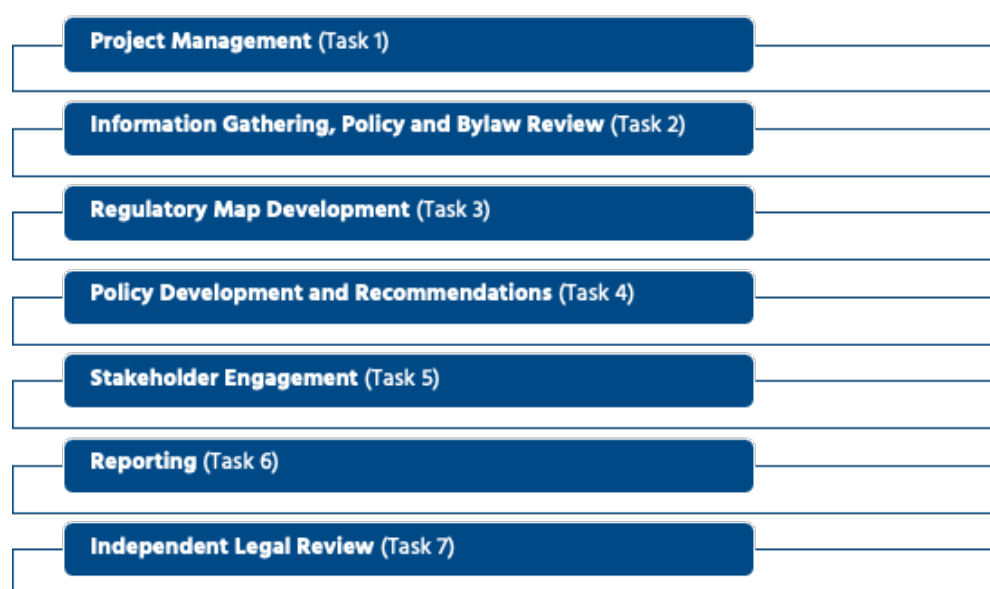 Project Management (Task 1)
Information Gathering, Policy and Bylaw Review (Task 2)
Regulatory Map Development (Task 3)
Policy Development and Recommendations (Task 4)
Stakeholder Engagement (Task 5)
Reporting (Task 6)
Independent Legal Review (Task 7)